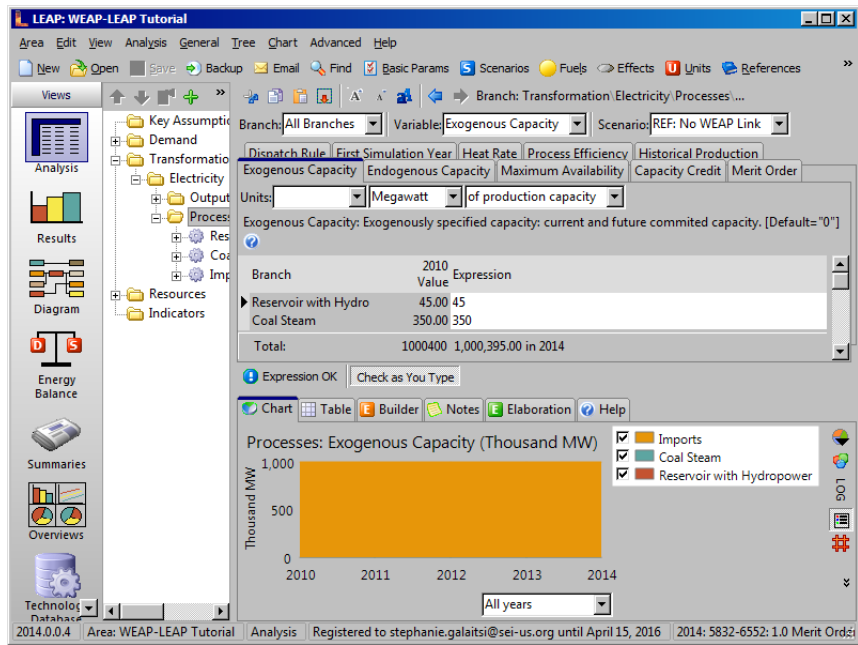 LEAP: WEAP-LEAP Tutorial
Area Edit View Analysis General Tree Chart Advanced Help
New Open Save Backup Email Find Basic Params Scenarios Fuels Effects Units References »
Views » Branch: Transformation\Electricity\Processes\...
Analysis
Results
Diagram
Energy
Balance
Summaries
Overviews
Technolog
Database
Key Assumptic
Demand
Transformatio
Electricity
Output
Proces
Res
Coa
Imp
Resources
Indicators
Branch: All Branches Variable: Exogenous Capacity Scenario: REF: No WEAP Link
Dispatch Rule First Simulation Year Heat Rate Process Efficiency Historical Production
Exogenous Capacity Endogenous Capacity Maximum Availability Capacity Credit Merit Order
Units: Megawatt of production capacity
Exogenous Capacity: Exogenously specified capacity: current and future commited capacity. [Default="0"]
Branch 2010 Value Expression
Reservoir with Hydro 45.00 45
Coal Steam 350.00 350
Total: 1000400 1,000,395.00 in 2014
Expression OK Check as You Type
Chart Table Builder Notes Elaboration Help
Processes: Exogenous Capacity (Thousand MW)
Imports
Coal Steam
Reservoir with Hydropower
LOG
Thousand MW
1,000
500
0
2010 2011 2012 2013 2014
All years
2014.0.0.4 Area: WEAP-LEAP Tutorial Analysis Registered to stephanie.galaitsi@sei-us.org until April 15, 2016 2014: 5832-6552: 1.0 Merit Order